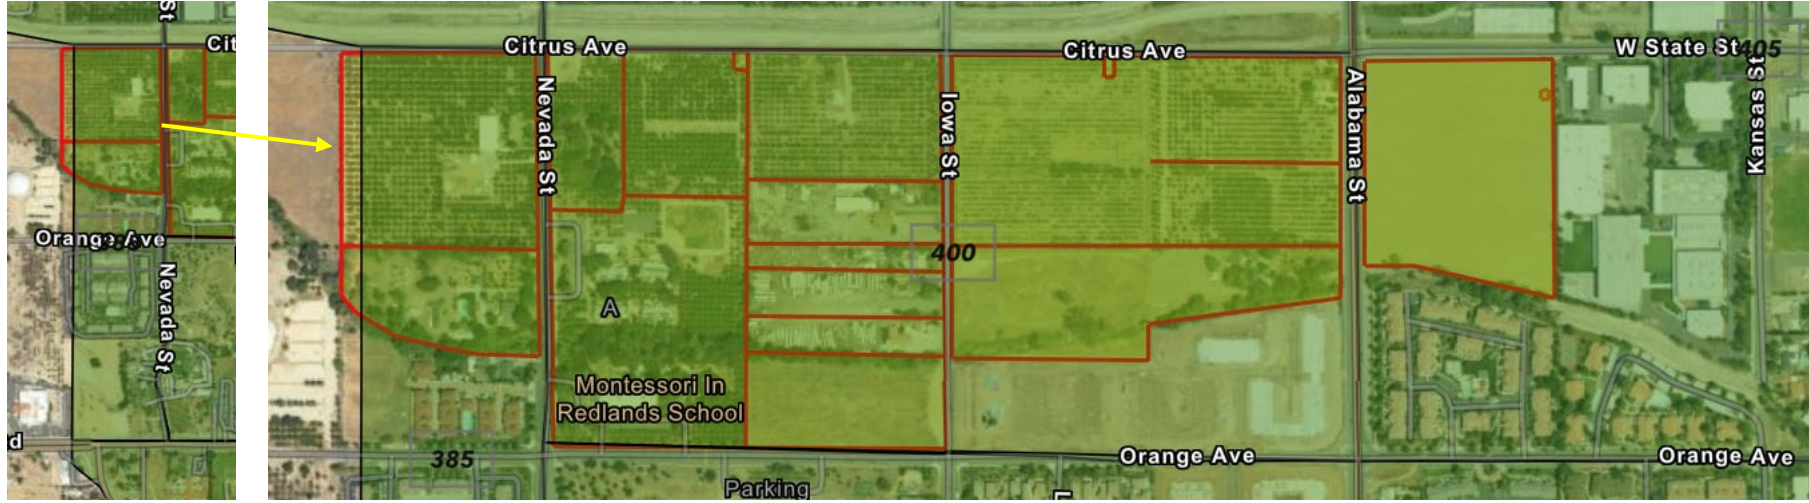 St
Cit
Orange Ave
Nevada St
d
Citrus Ave
Citrus Ave
W State St
405
Nevada St
Iowa St
Alabama St
Kansas St
400
A
Montessori In
Redlands School
385
Orange Ave
Orange Ave
Parking